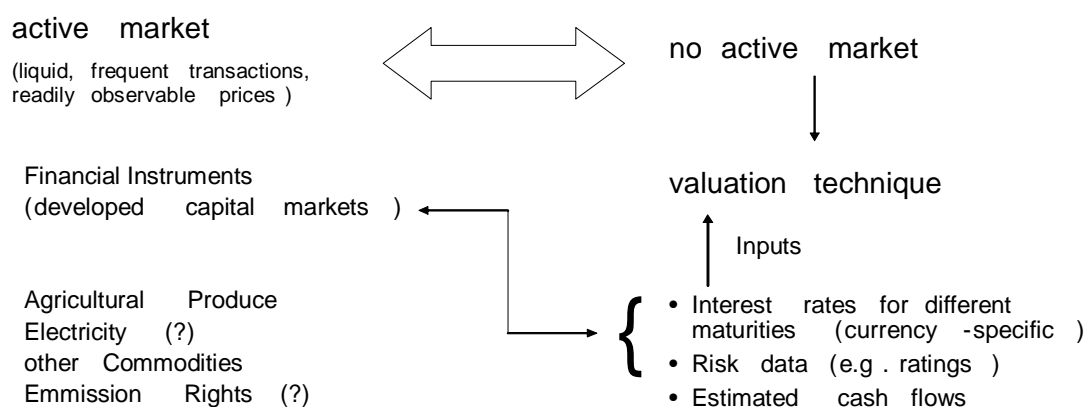 active market
(liquid, frequent transactions,
readily observable prices )
no active market
Financial Instruments
(developed capital markets )
valuation technique
Inputs
Agricultural Produce
Electricity (?)
other Commodities
Emmission Rights (?)
• Interest rates for different
maturities (currency -specific )
• Risk data (e.g . ratings )
• Estimated cash flows